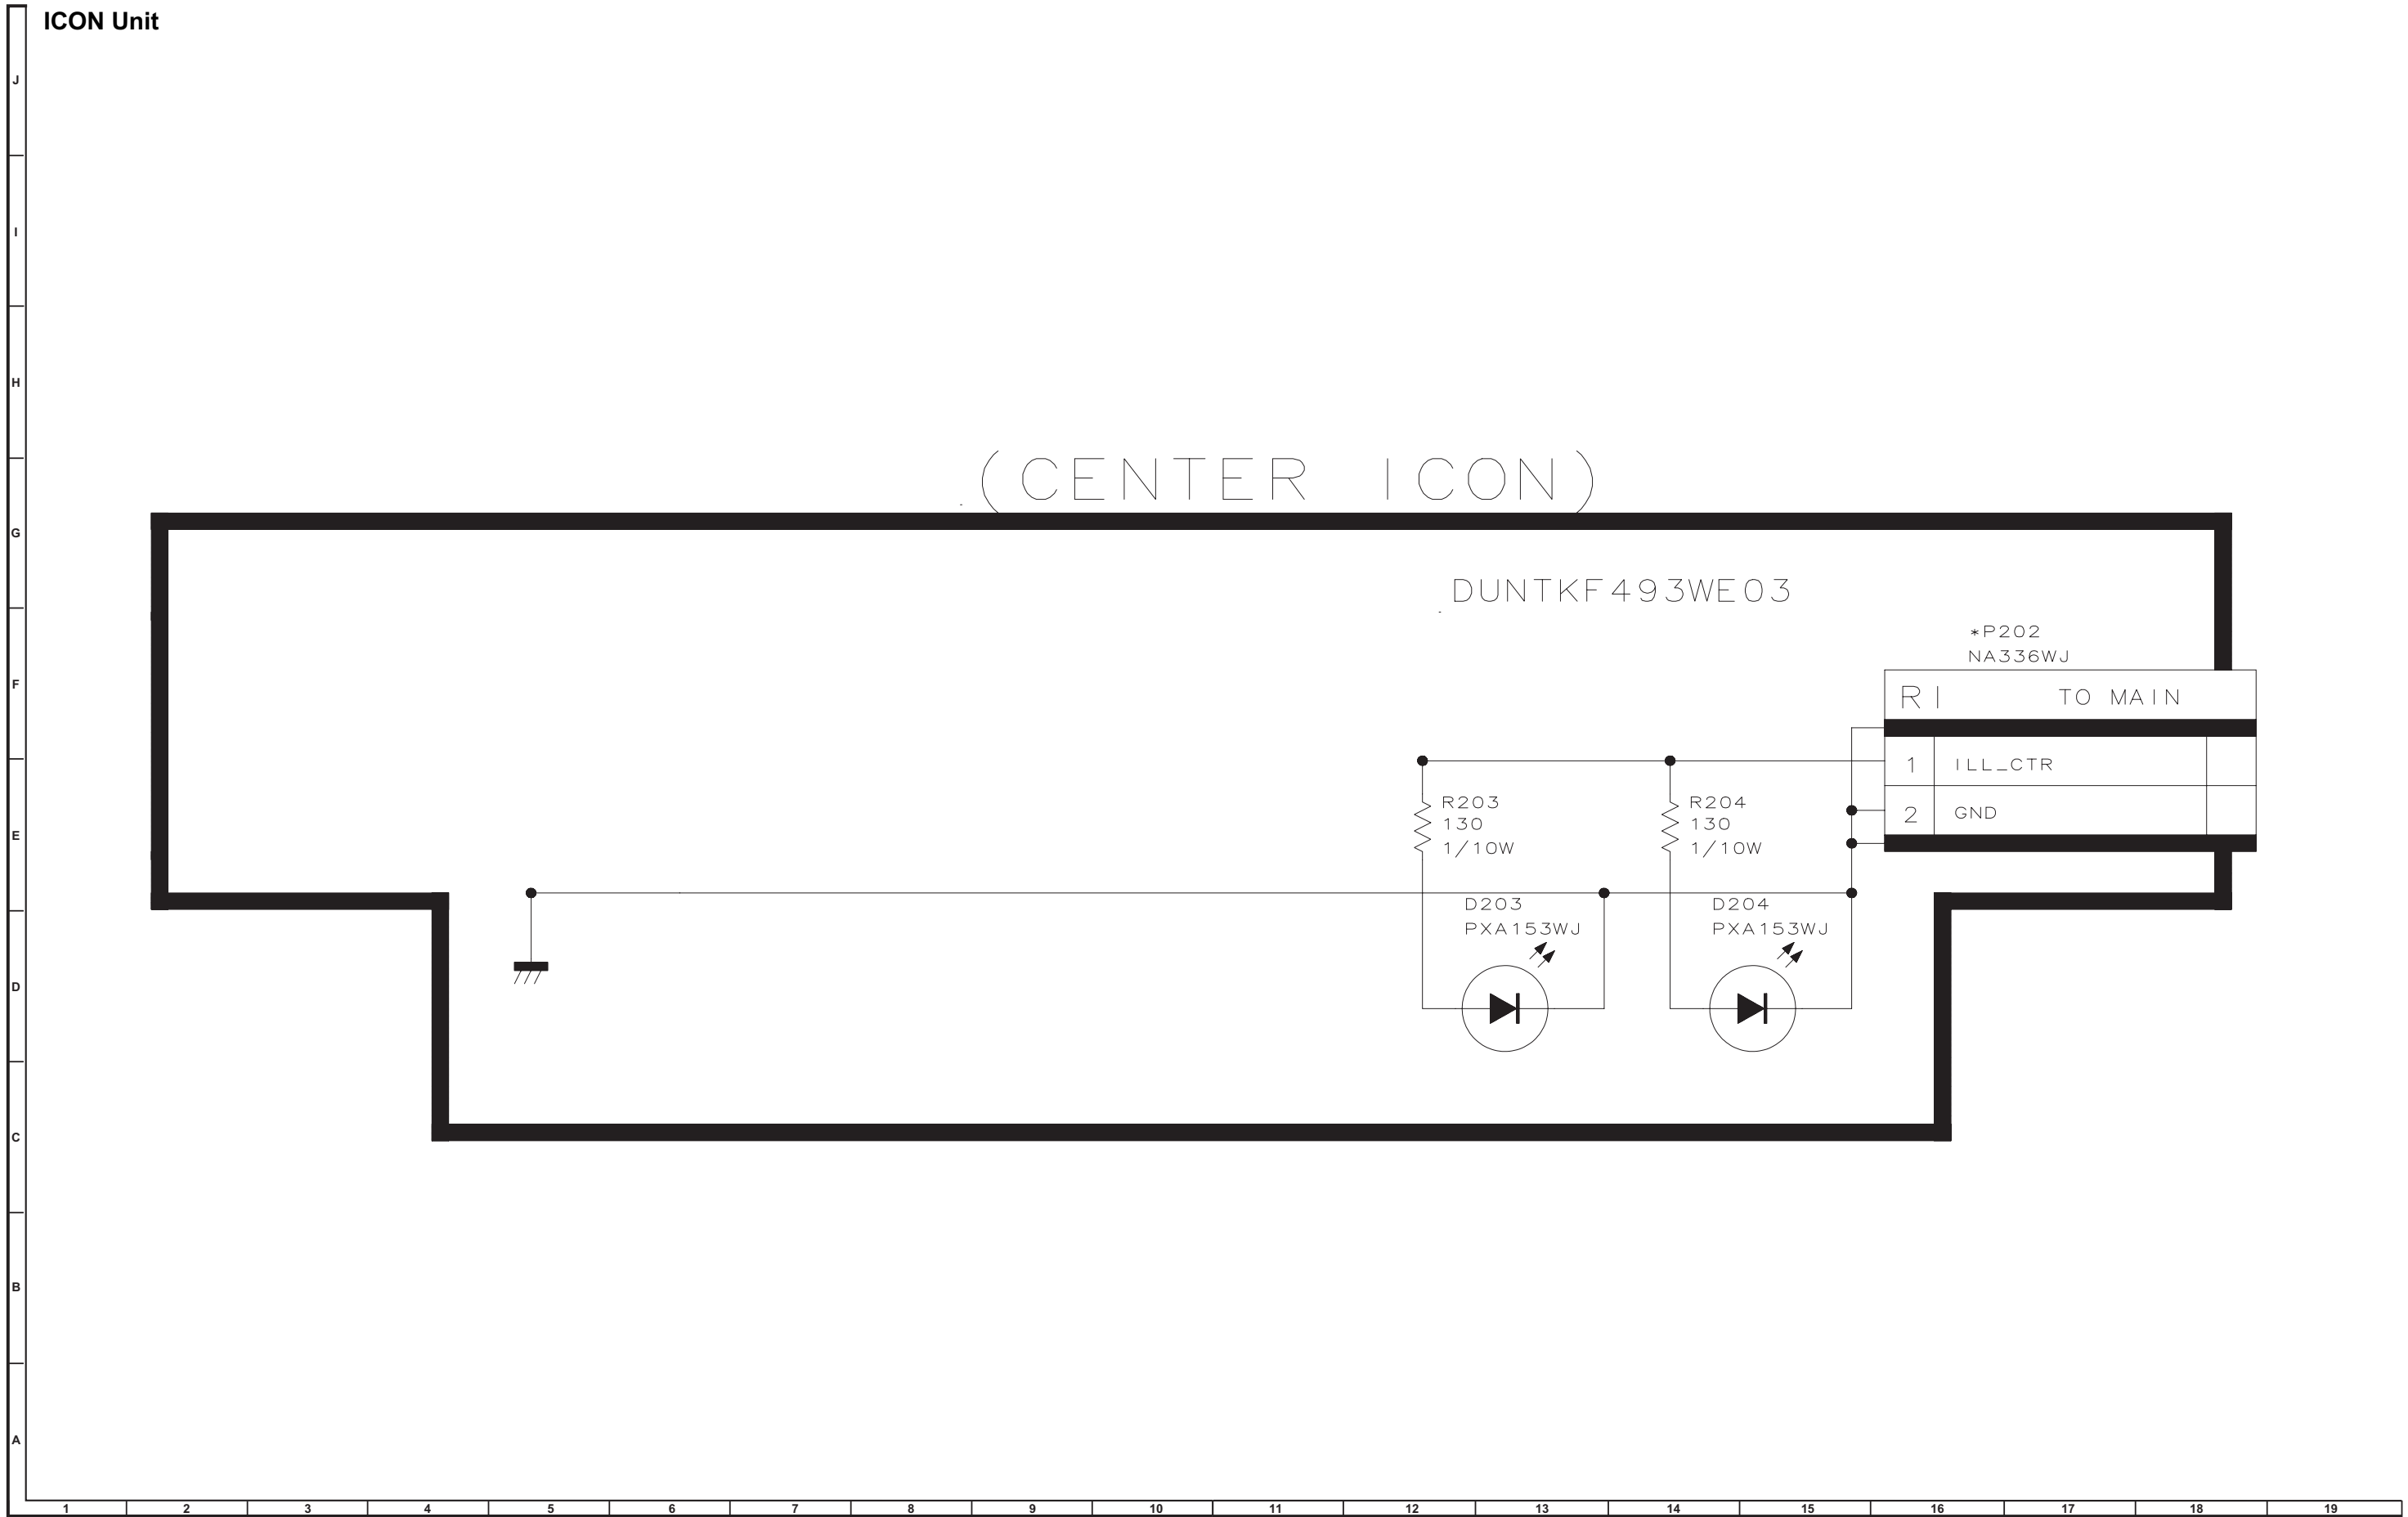 ICON Unit
J
I
H
G
F
E
D
C
B
A
(CENTER ICON)
DUNTKF493WE03
*P202
NA336WJ
RI TO MAIN
1 ILL_CTR
2 GND
R203
130
1/10W
R204
130
1/10W
D203
PXA153WJ
D204
PXA153WJ
1 2 3 4 5 6 7 8 9 10 11 12 13 14 15 16 17 18 19